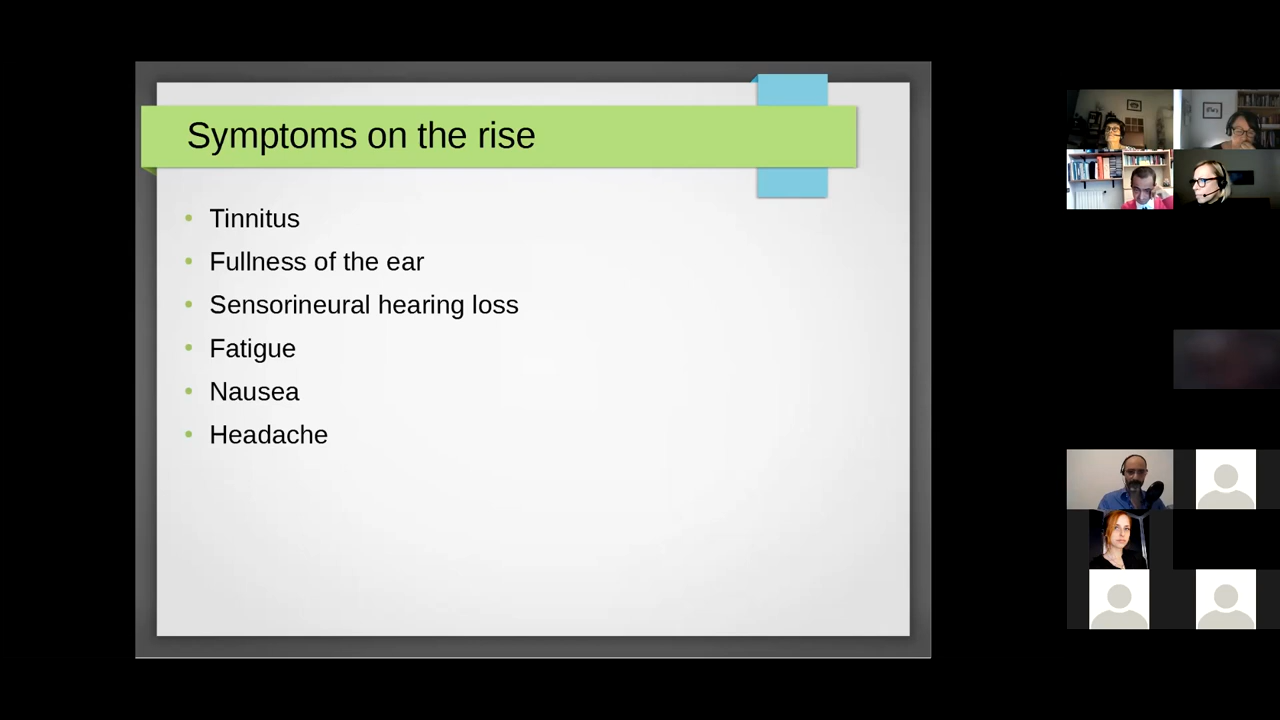 Symptoms on the rise
Tinnitus
Fullness of the ear
Sensorineural hearing loss
Fatigue
Nausea
Headache